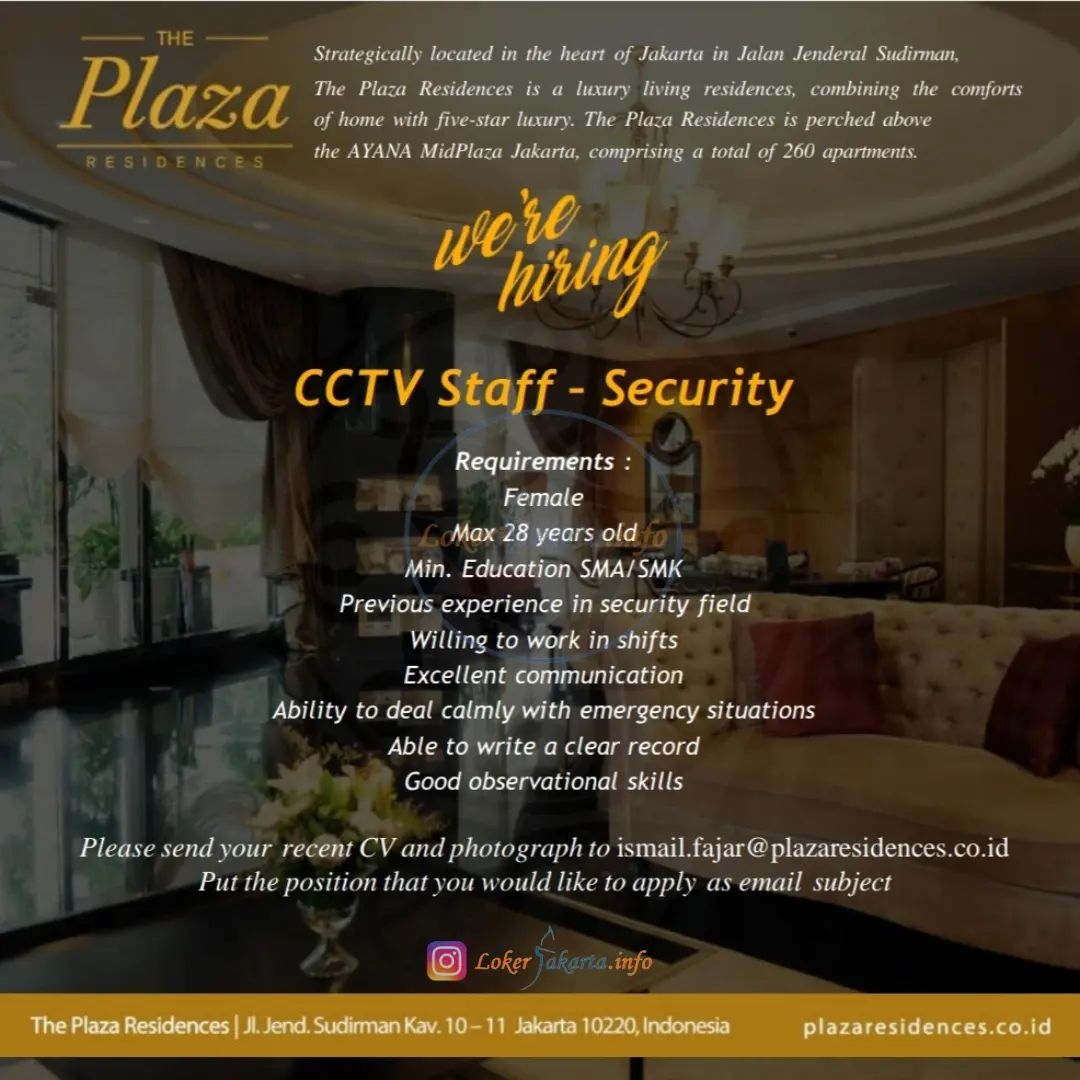 THE
Plaza
RESIDENCES
Strategically located in the heart of Jakarta in Jalan Jenderal Sudirman,
The Plaza Residences is a luxury living residences, combining the comforts
of home with five-star luxury. The Plaza Residences is perched above
the AYANA MidPlaza Jakarta, comprising a total of 260 apartments.
we're
hiring
CCTV Staff – Security
Requirements :
Female
Max 28 years old
Min. Education SMA/SMK
Previous experience in security field
Willing to work in shifts
Excellent communication
Ability to deal calmly with emergency situations
Able to write a clear record
Good observational skills
Please send your recent CV and photograph to ismail.fajar@plazaresidences.co.id
Put the position that you would like to apply as email subject
Loker Jakarta.info
The Plaza Residences | Jl. Jend. Sudirman Kav. 10 – 11 Jakarta 10220, Indonesia
plazaresidences.co.id